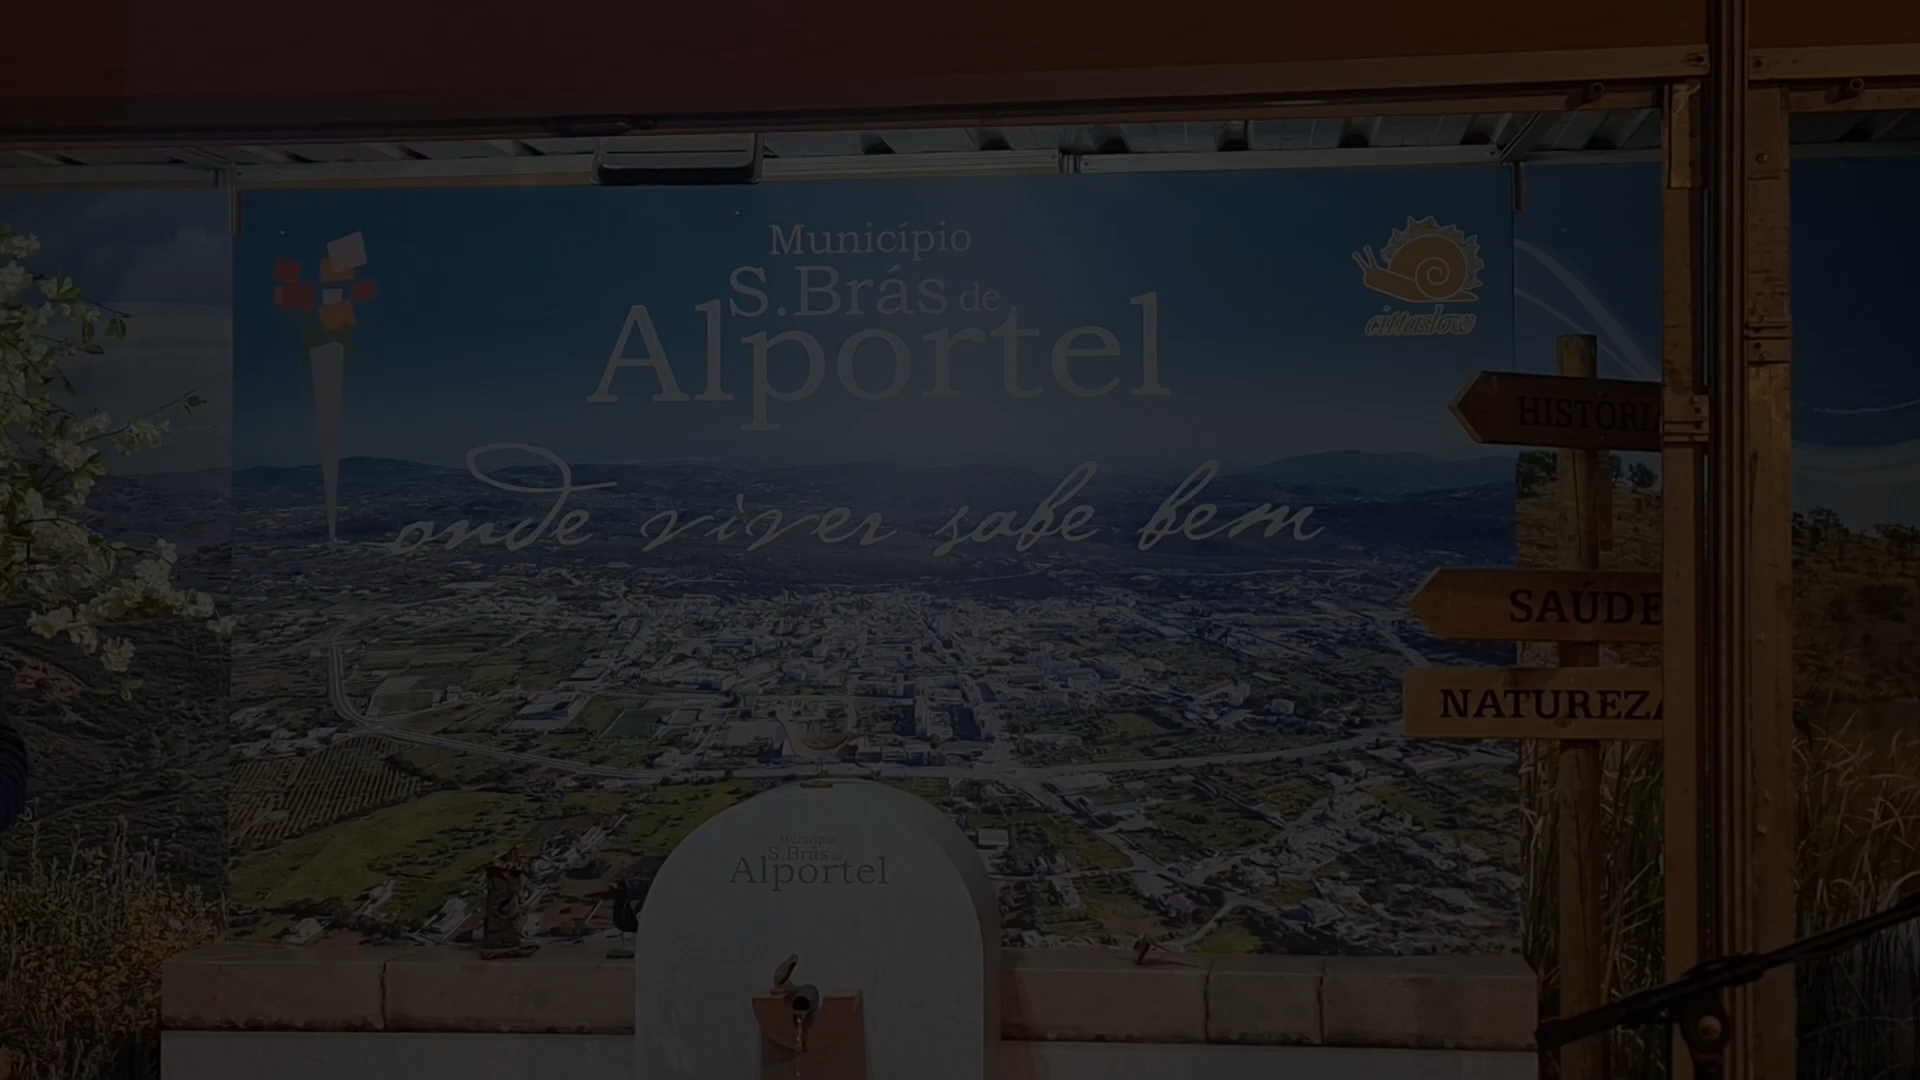 Município
S. Brás de
Alportel
cittaslow
onde viver sabe bem
HISTÓRI
SAÚDE
NATUREZA
Município
S. Brás de
Alportel